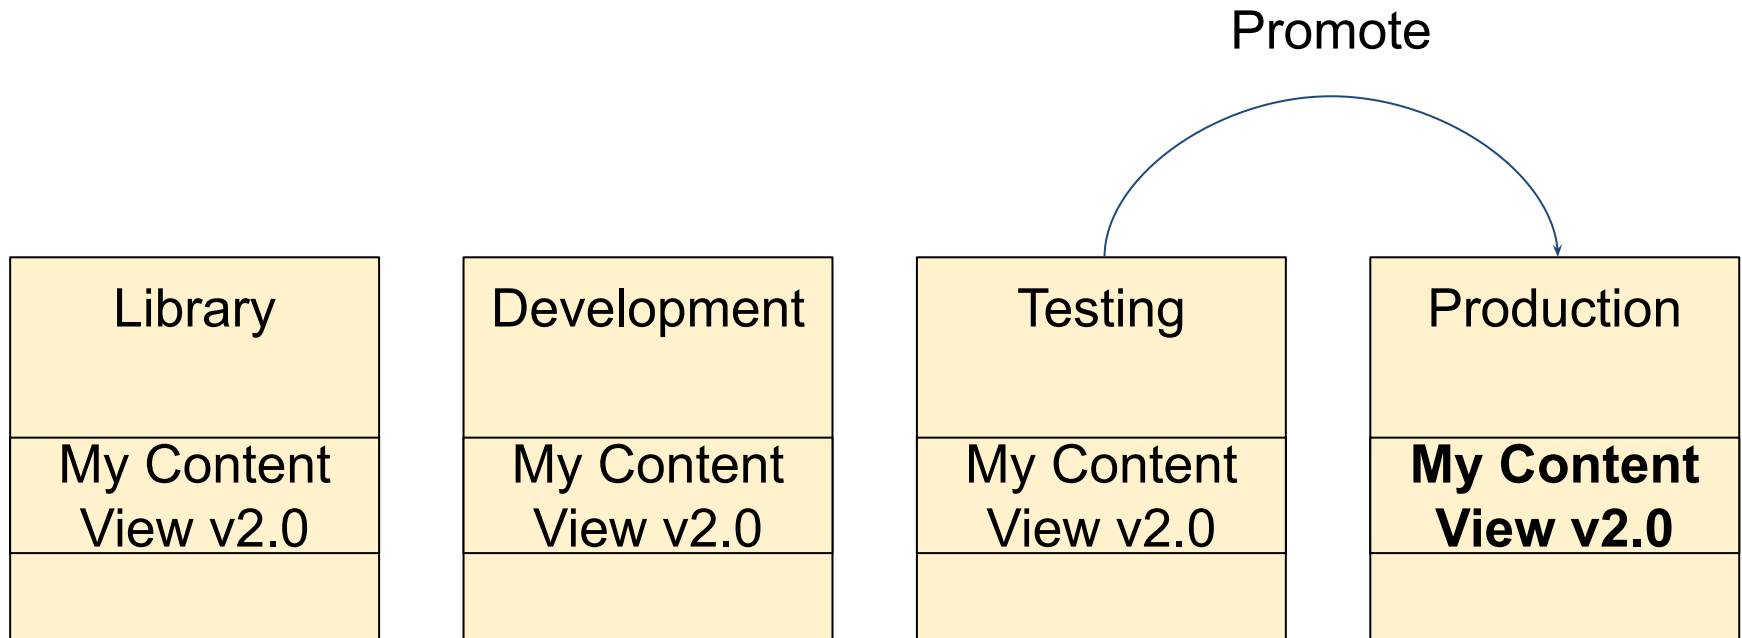 Promote
Library
Development
Testing
Production
My Content
View v2.0
My Content
View v2.0
My Content
View v2.0
My Content
View v2.0